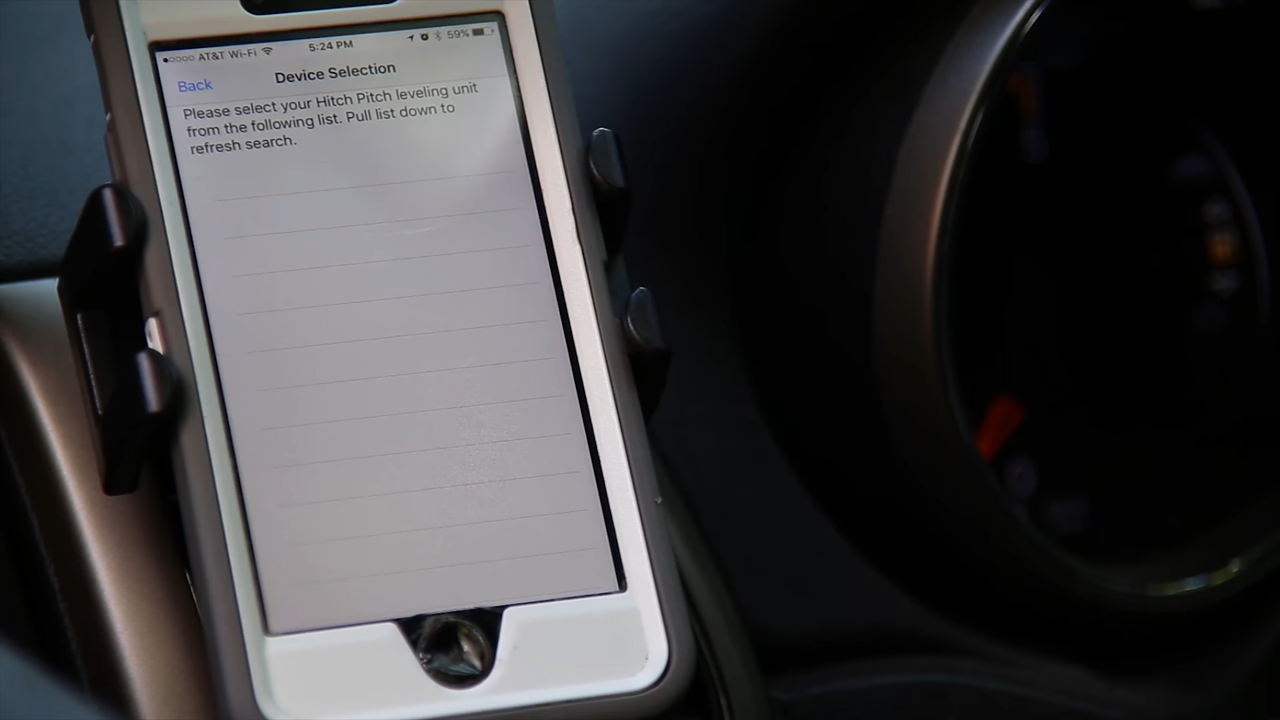 AT&T Wi-Fi 5:24 PM 59%
Back Device Selection
Please select your Hitch Pitch leveling unit
from the following list. Pull list down to
refresh search.